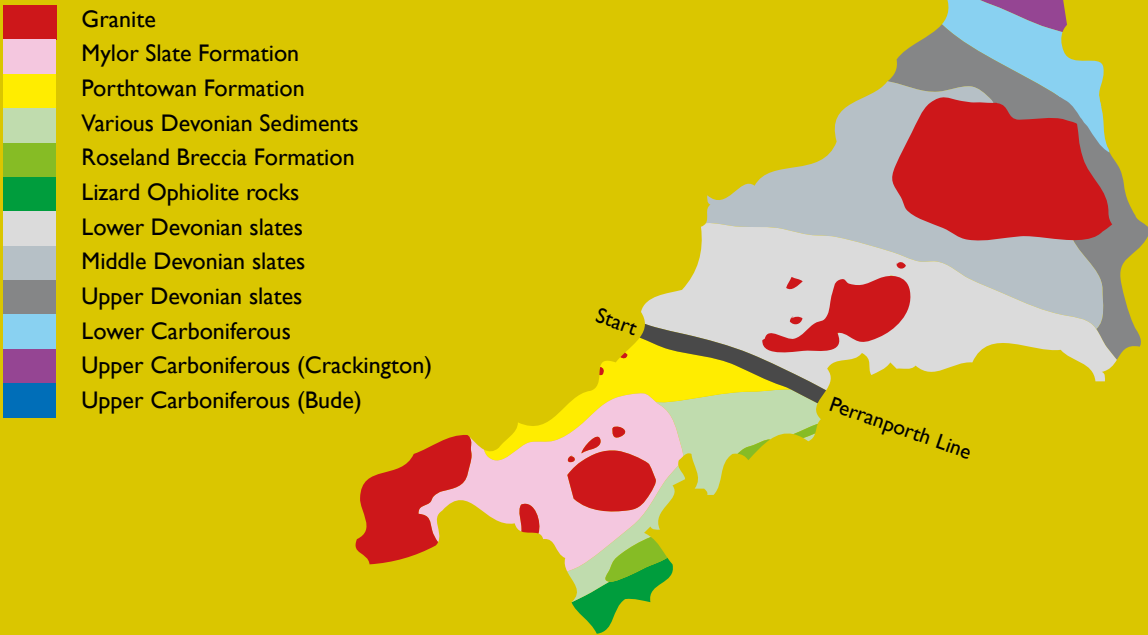 Granite
Mylor Slate Formation
Porthtowan Formation
Various Devonian Sediments
Roseland Breccia Formation
Lizard Ophiolite rocks
Lower Devonian slates
Middle Devonian slates
Upper Devonian slates
Lower Carboniferous
Upper Carboniferous (Crackington)
Upper Carboniferous (Bude)
Start
Perranporth Line